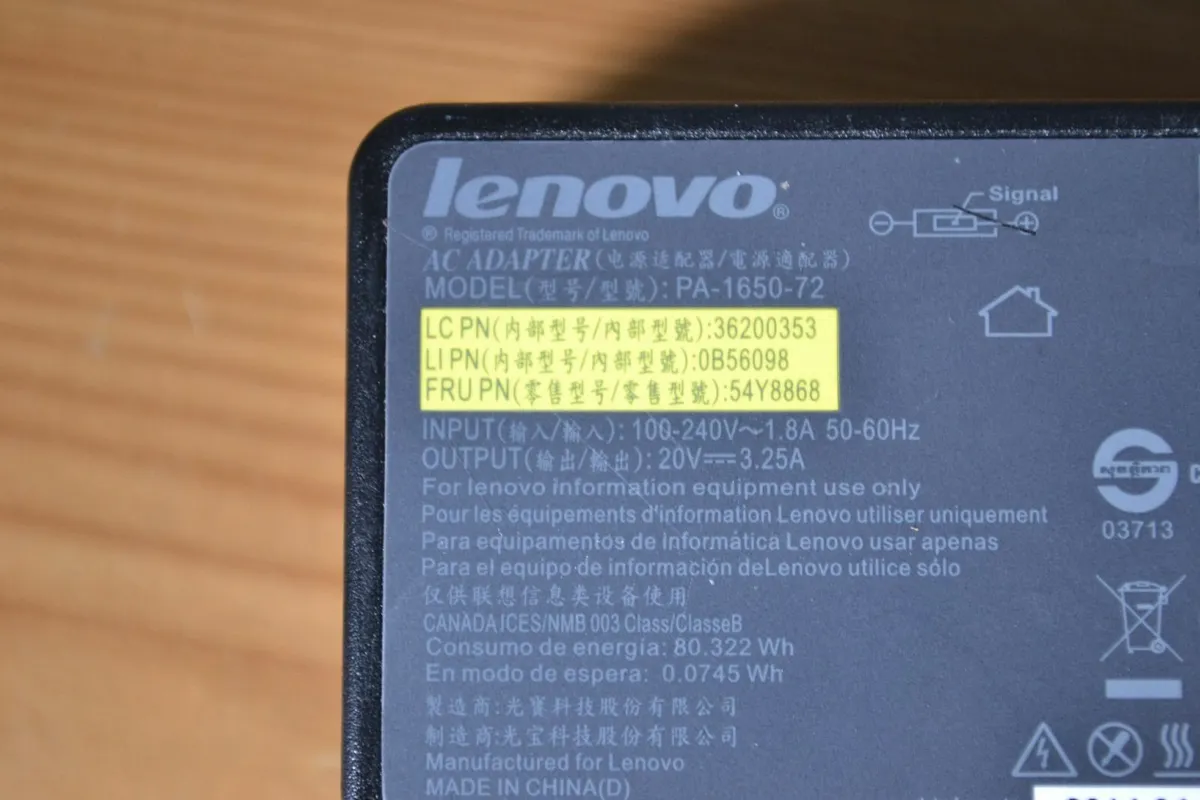 lenovo®
Signal
® Registered Trademark of Lenovo
AC ADAPTER(电源适配器/電源適配器)
MODEL(型号/型號): PA-1650-72
LC PN(内部型号/內部型號):36200353
LI PN(内部型号/內部型號):0B56098
FRU PN(零售型号/零售型號):54Y8868
INPUT(输入/輸入): 100-240V～1.8A 50-60Hz
OUTPUT(输出/輸出): 20V⎓3.25A
For lenovo information equipment use only
Pour les équipements d'information Lenovo utiliser uniquement
03713
Para equipamentos de Informática Lenovo usar apenas
Para el equipo de información deLenovo utilice sólo
仅供联想信息类设备使用
CANADA ICES/NMB 003 Class/ClasseB
Consumo de energía: 80.322 Wh
En modo de espera: 0.0745 Wh
製造商:光寶科技股份有限公司
制造商:光宝科技股份有限公司
Manufactured for Lenovo
MADE IN CHINA(D)